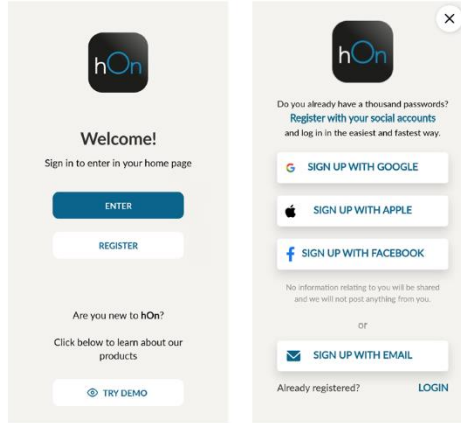 hOn
Welcome!
Sign in to enter in your home page
ENTER
REGISTER
Are you new to hOn?
Click below to learn about our
products
TRY DEMO
hOn
Do you already have a thousand passwords?
Register with your social accounts
and log in in the easiest and fastest way.
SIGN UP WITH GOOGLE
SIGN UP WITH APPLE
SIGN UP WITH FACEBOOK
No information relating to you will be shared
and we will not post anything from you.
or
SIGN UP WITH EMAIL
Already registered? LOGIN